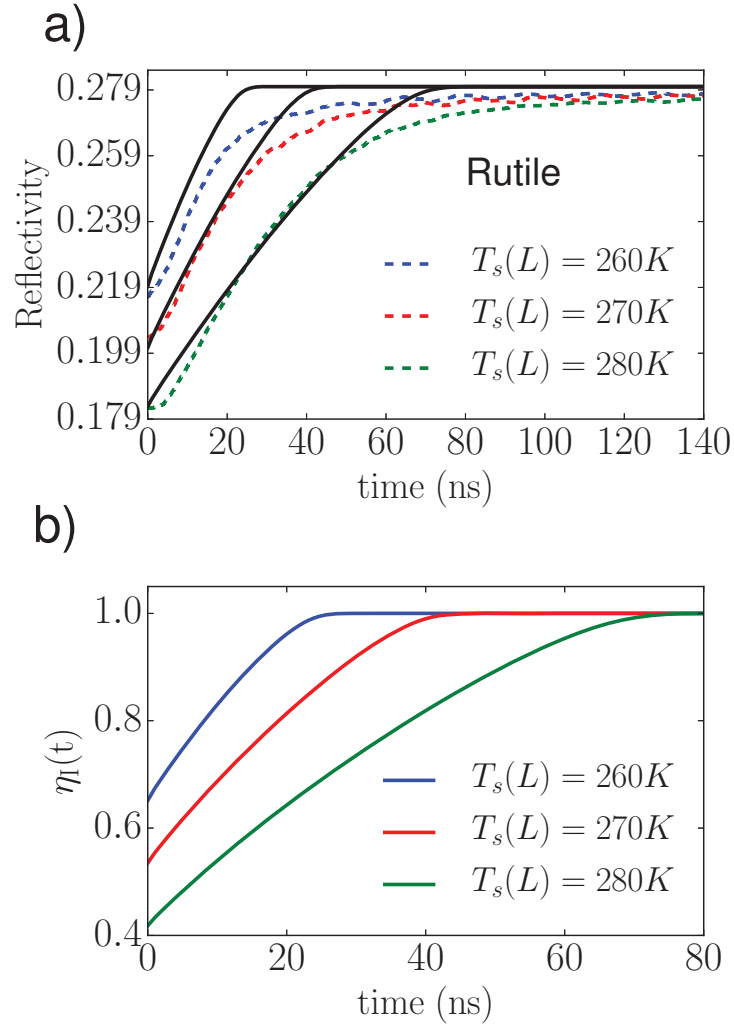 a)
0.279
0.259
0.239
0.219
0.199
0.179
Reflectivity
Rutile
T_s(L) = 260K
T_s(L) = 270K
T_s(L) = 280K
0 20 40 60 80 100 120 140
time (ns)
b)
1.0
0.8
0.6
0.4
η_I(t)
T_s(L) = 260K
T_s(L) = 270K
T_s(L) = 280K
0 20 40 60 80
time (ns)